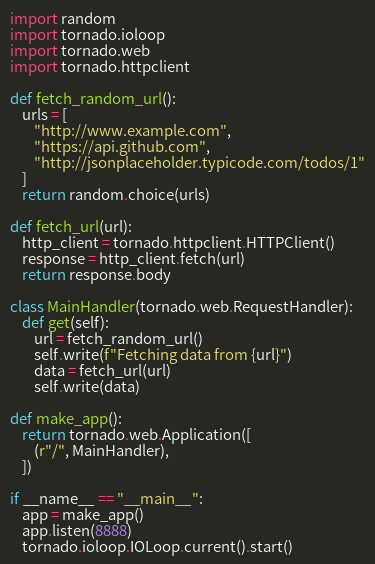 import random
import tornado.ioloop
import tornado.web
import tornado.httpclient

def fetch_random_url():
    urls = [
        "http://www.example.com",
        "https://api.github.com",
        "http://jsonplaceholder.typicode.com/todos/1"
    ]
    return random.choice(urls)

def fetch_url(url):
    http_client = tornado.httpclient.HTTPClient()
    response = http_client.fetch(url)
    return response.body

class MainHandler(tornado.web.RequestHandler):
    def get(self):
        url = fetch_random_url()
        self.write(f"Fetching data from {url}")
        data = fetch_url(url)
        self.write(data)

def make_app():
    return tornado.web.Application([
        (r"/", MainHandler),
    ])

if __name__ == "__main__":
    app = make_app()
    app.listen(8888)
    tornado.ioloop.IOLoop.current().start()